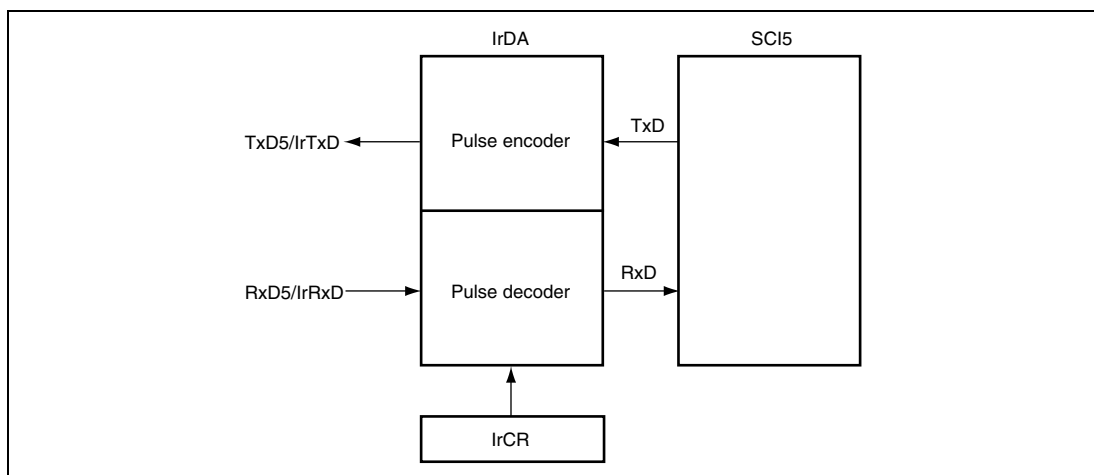 IrDA
SCI5
TxD5/IrTxD
Pulse encoder
TxD
RxD5/IrRxD
Pulse decoder
RxD
IrCR